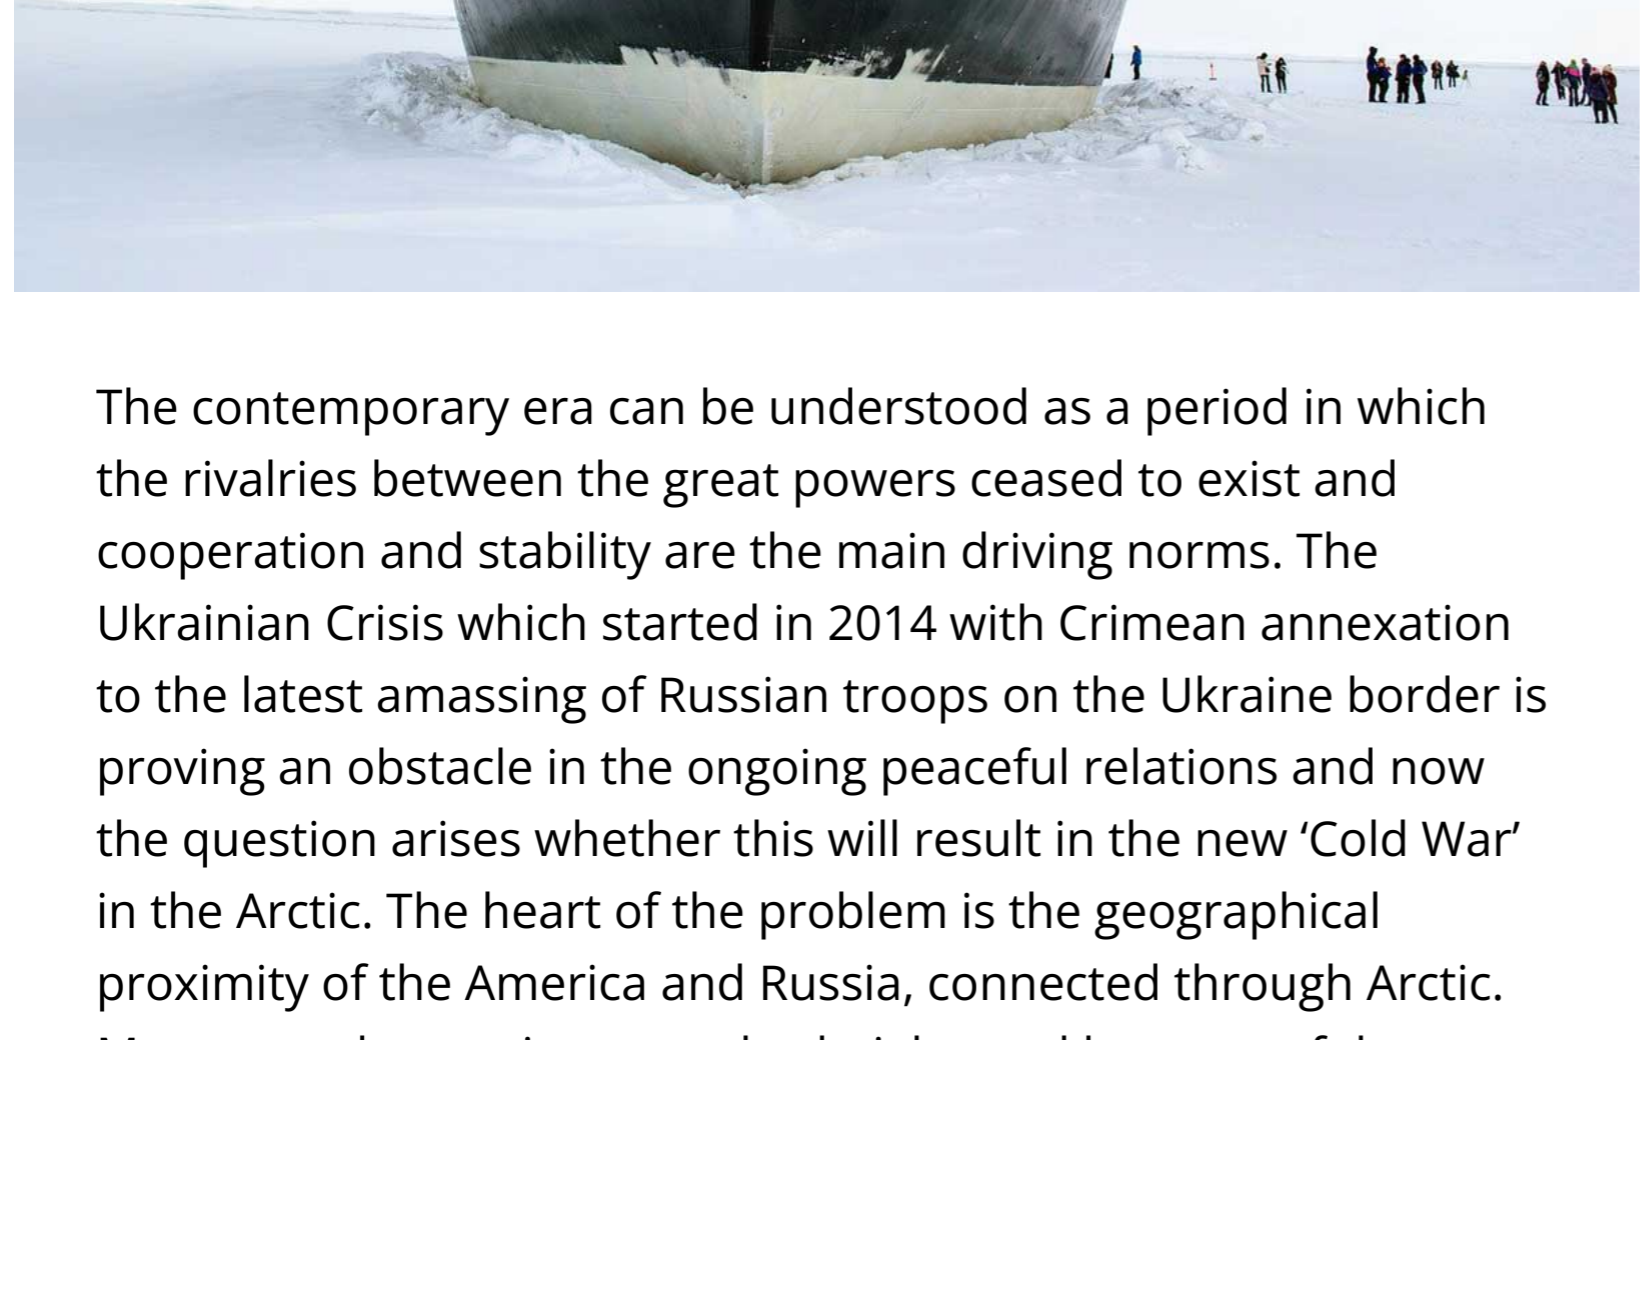 The contemporary era can be understood as a period in which
the rivalries between the great powers ceased to exist and
cooperation and stability are the main driving norms. The
Ukrainian Crisis which started in 2014 with Crimean annexation
to the latest amassing of Russian troops on the Ukraine border is
proving an obstacle in the ongoing peaceful relations and now
the question arises whether this will result in the new ‘Cold War’
in the Arctic. The heart of the problem is the geographical
proximity of the America and Russia, connected through Arctic.